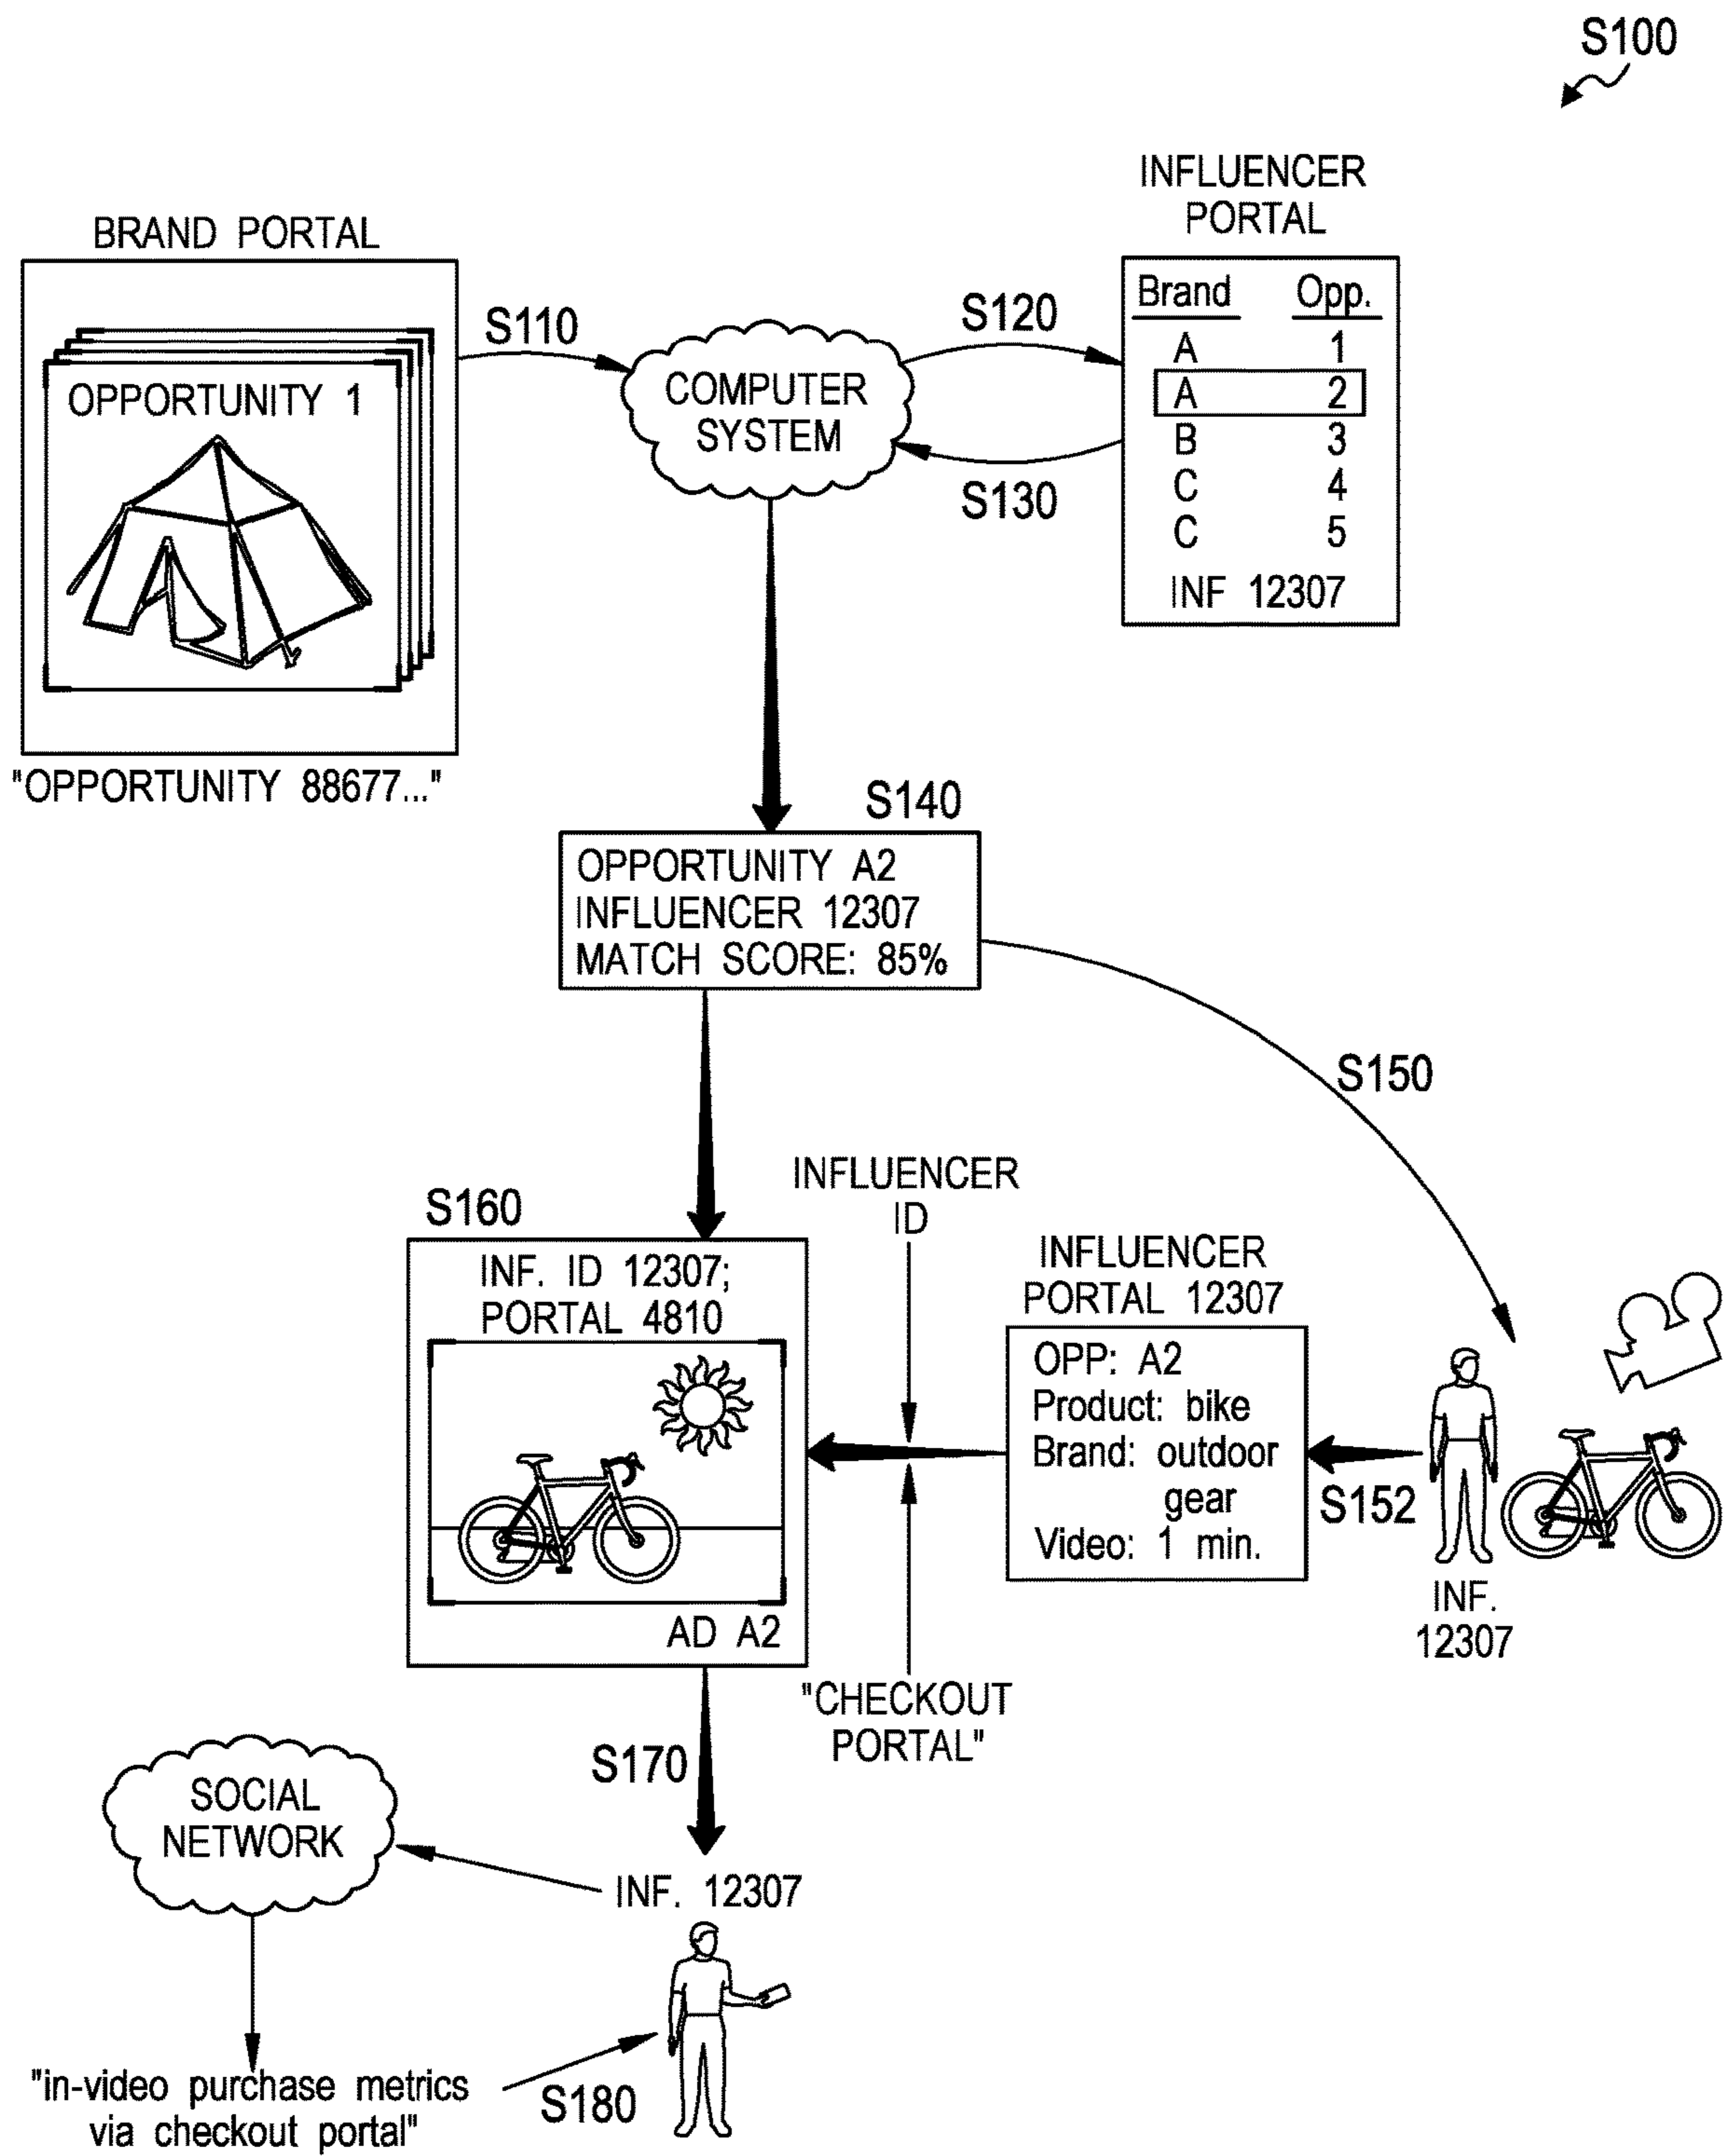 S100
BRAND PORTAL
OPPORTUNITY 1
"OPPORTUNITY 88677..."
S110
COMPUTER
SYSTEM
S120
S130
INFLUENCER
PORTAL
Brand Opp.
A 1
A 2
B 3
C 4
C 5
INF 12307
S140
OPPORTUNITY A2
INFLUENCER 12307
MATCH SCORE: 85%
S150
S160
INF. ID 12307;
PORTAL 4810
AD A2
INFLUENCER
ID
"CHECKOUT
PORTAL"
INFLUENCER
PORTAL 12307
OPP: A2
Product: bike
Brand: outdoor
gear
Video: 1 min.
S152
INF.
12307
S170
SOCIAL
NETWORK
INF. 12307
"in-video purchase metrics
via checkout portal"
S180